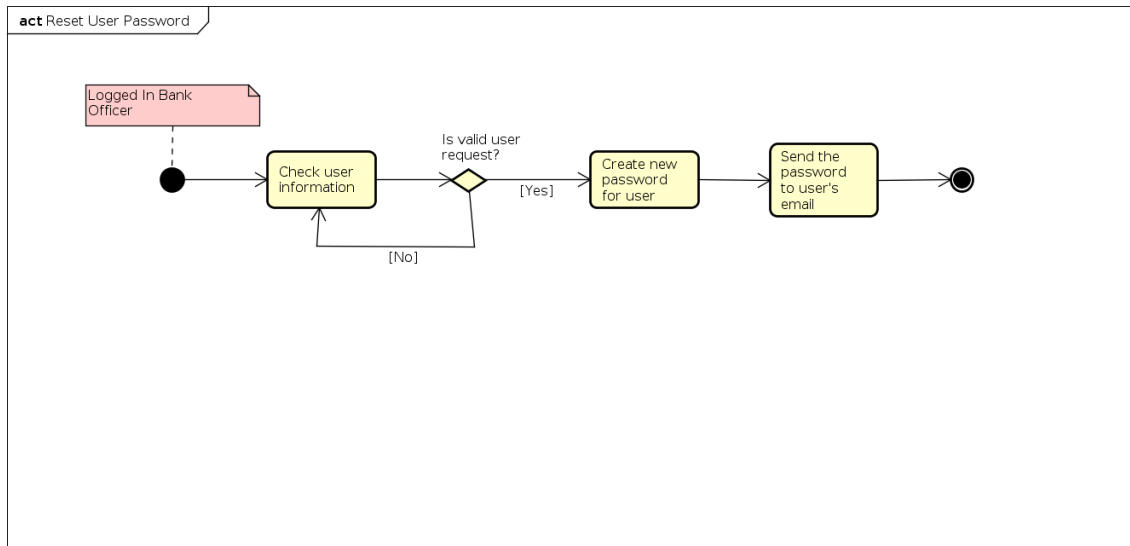 act Reset User Password
Logged In Bank
Officer
Is valid user
request?
Check user
information
[Yes]
Create new
password
for user
Send the
password
to user's
email
[No]